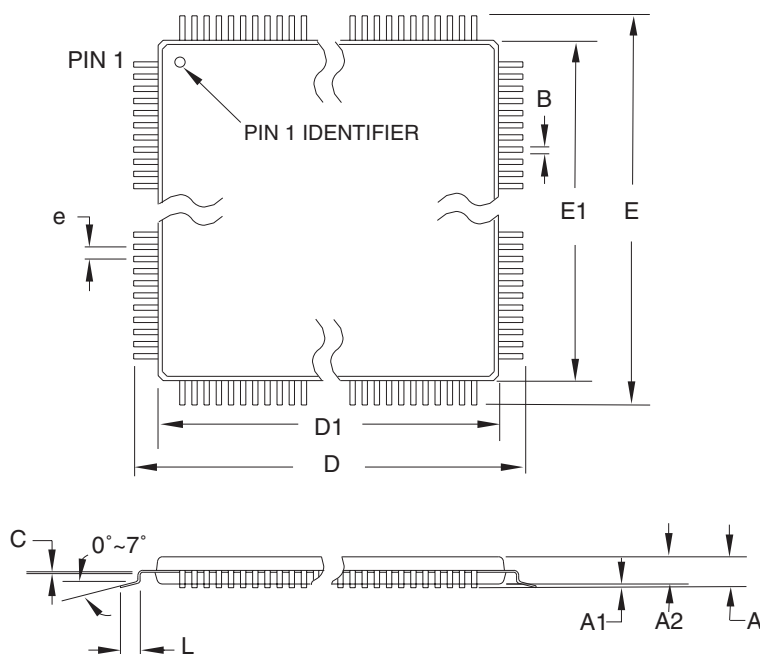 PIN 1
PIN 1 IDENTIFIER
B
e
E1
E
D1
D
C
0°~7°
L
A1
A2
A